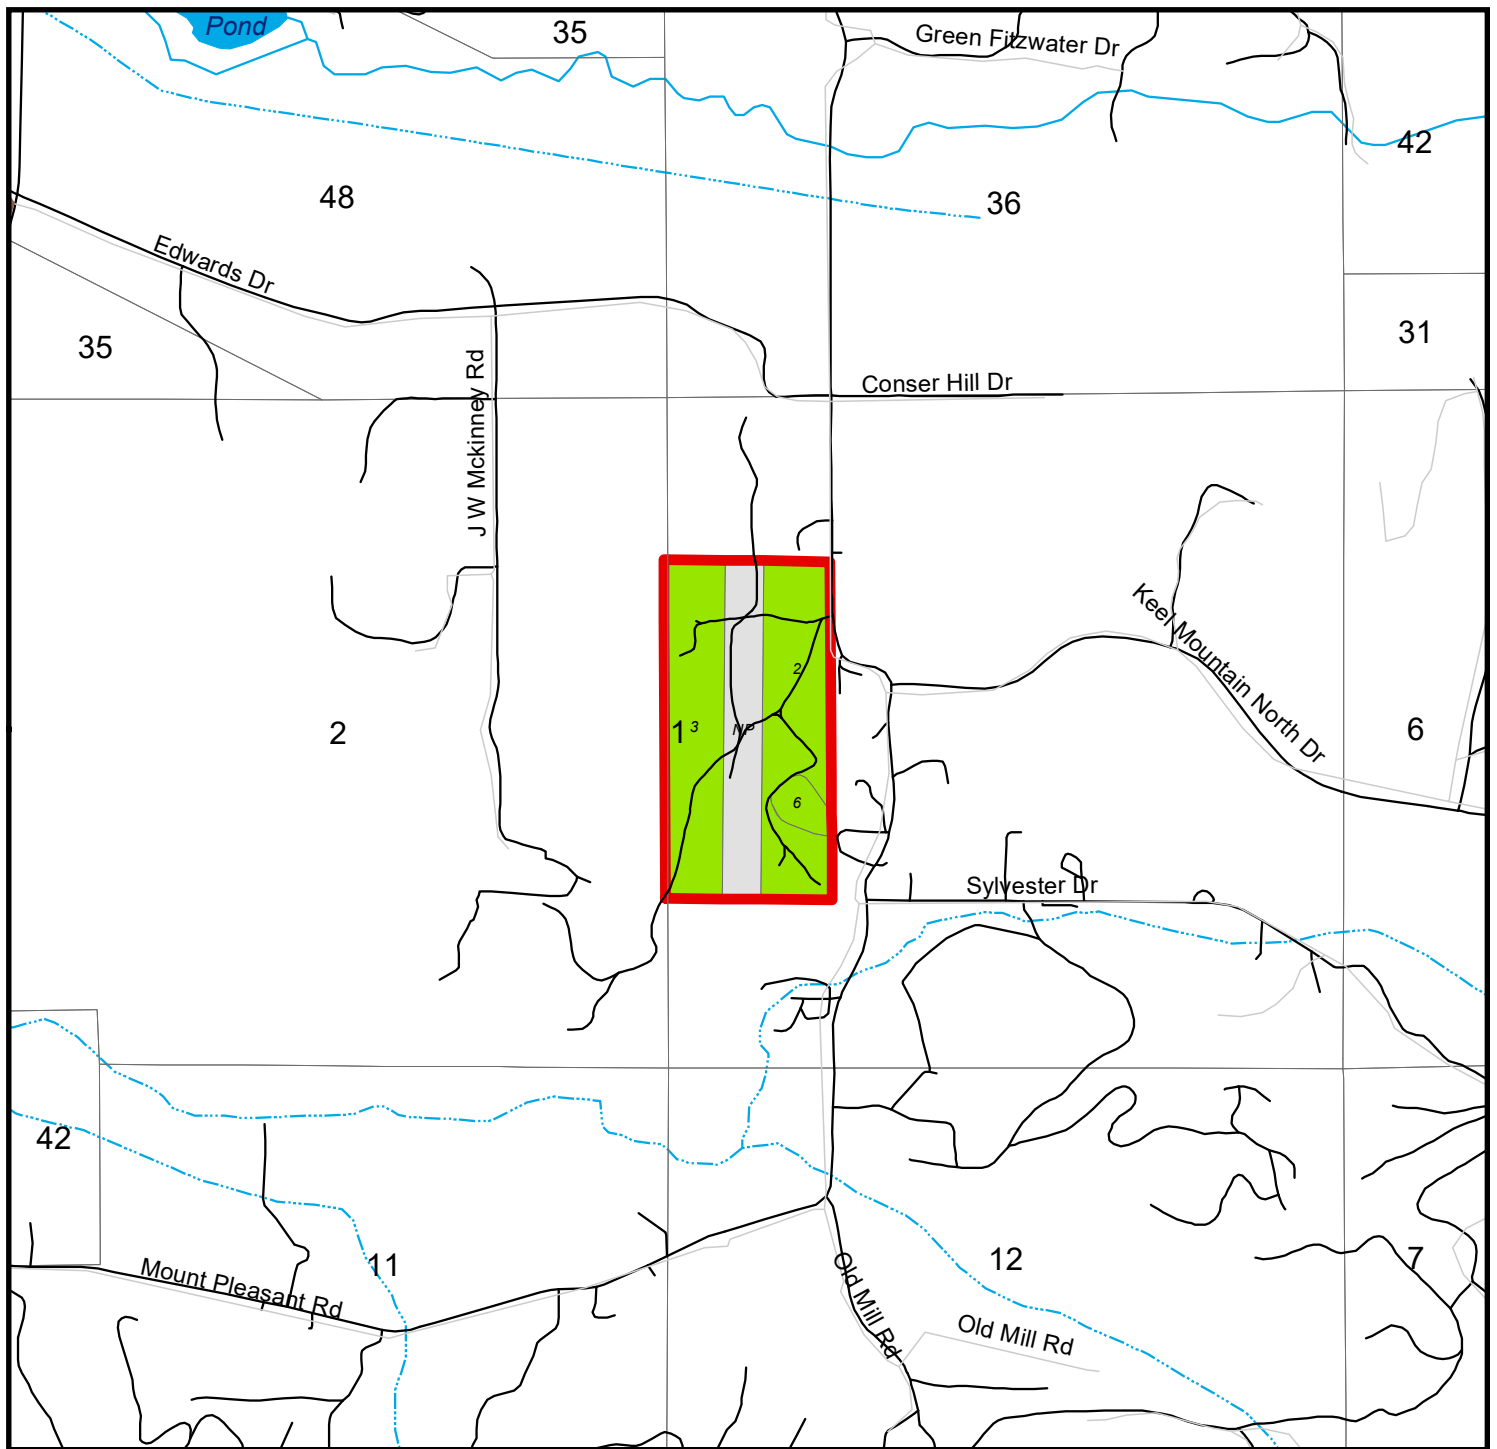 Pond
35
Green Fitzwater Dr
42
48
36
Edwards Dr
31
35
Conser Hill Dr
J W Mckinney Rd
Keel Mountain North Dr
2
2
1
3
NP
6
6
Sylvester Dr
42
11
12
7
Mount Pleasant Rd
Old Mill Rd
Old Mill Rd